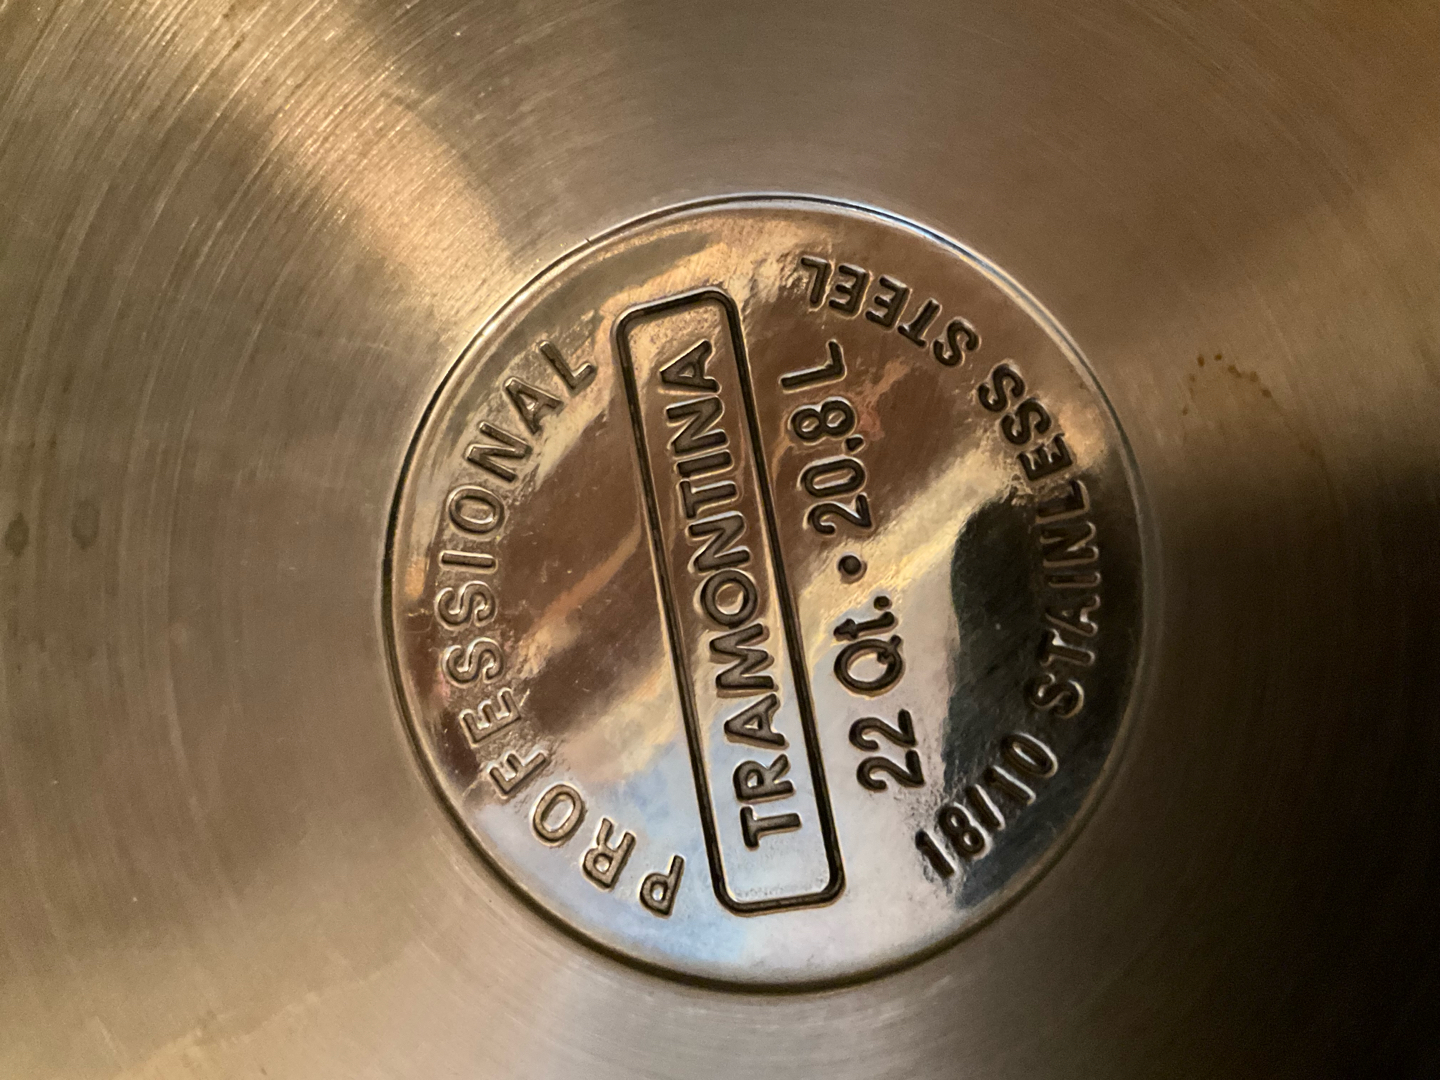 PROFESSIONAL
TRAMONTINA
22 Qt. • 20.8 L
18/10 STAINLESS STEEL